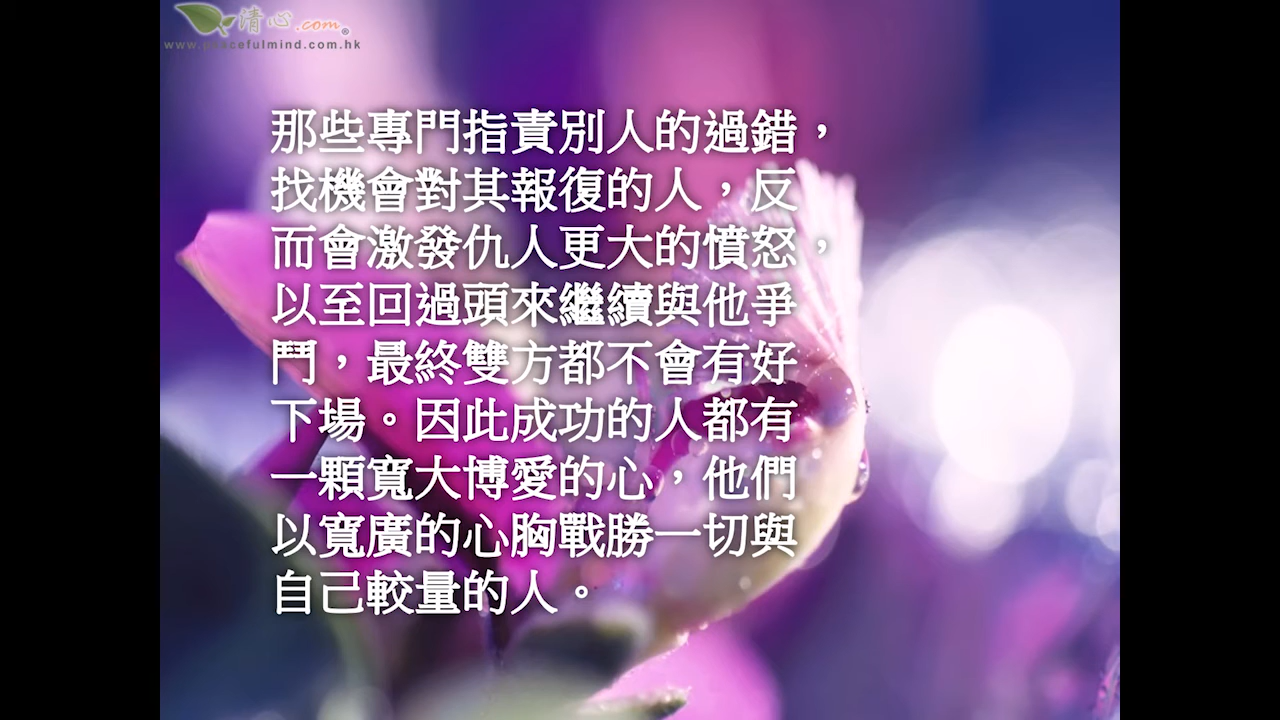 清心.com®
www.peacefulmind.com.hk
那些專門指責別人的過錯，
找機會對其報復的人，反
而會激發仇人更大的憤怒，
以至回過頭來繼續與他爭
鬥，最終雙方都不會有好
下場。因此成功的人都有
一顆寬大博愛的心，他們
以寬廣的心胸戰勝一切與
自己較量的人。